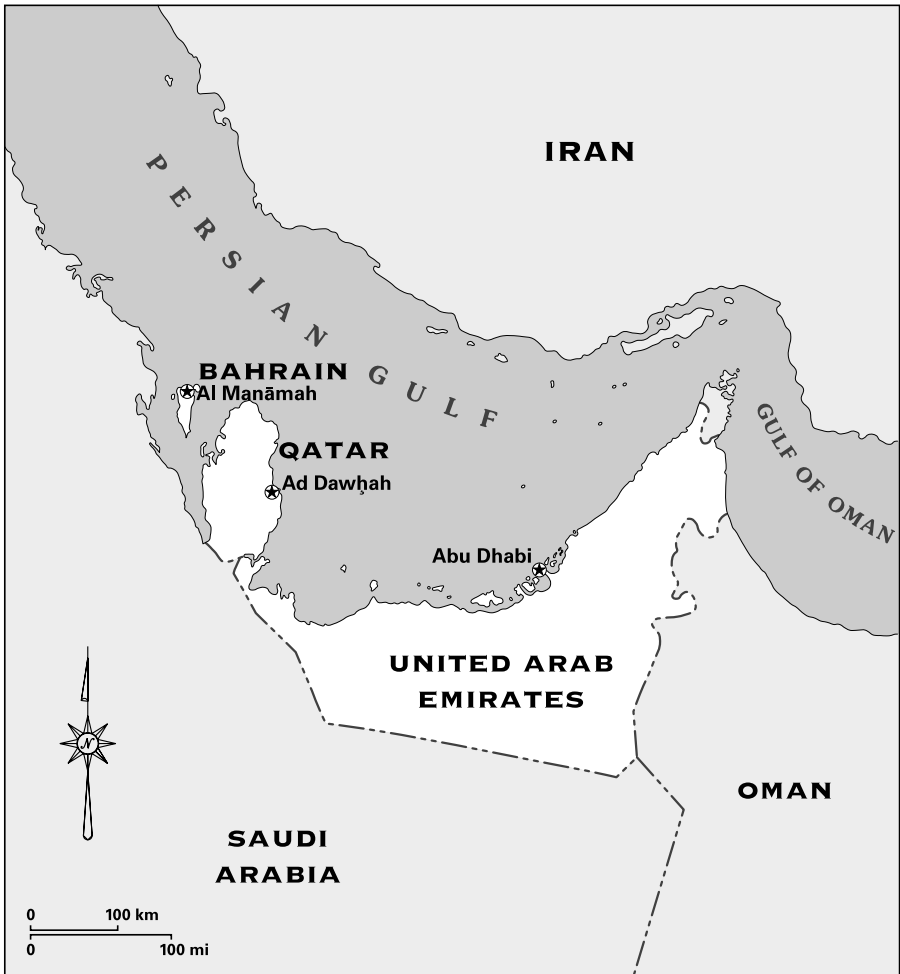 IRAN
PERSIAN GULF
BAHRAIN
Al Manāmah
QATAR
Ad Dawḥah
GULF OF OMAN
Abu Dhabi
UNITED ARAB
EMIRATES
N
OMAN
SAUDI
ARABIA
0 100 km
0 100 mi